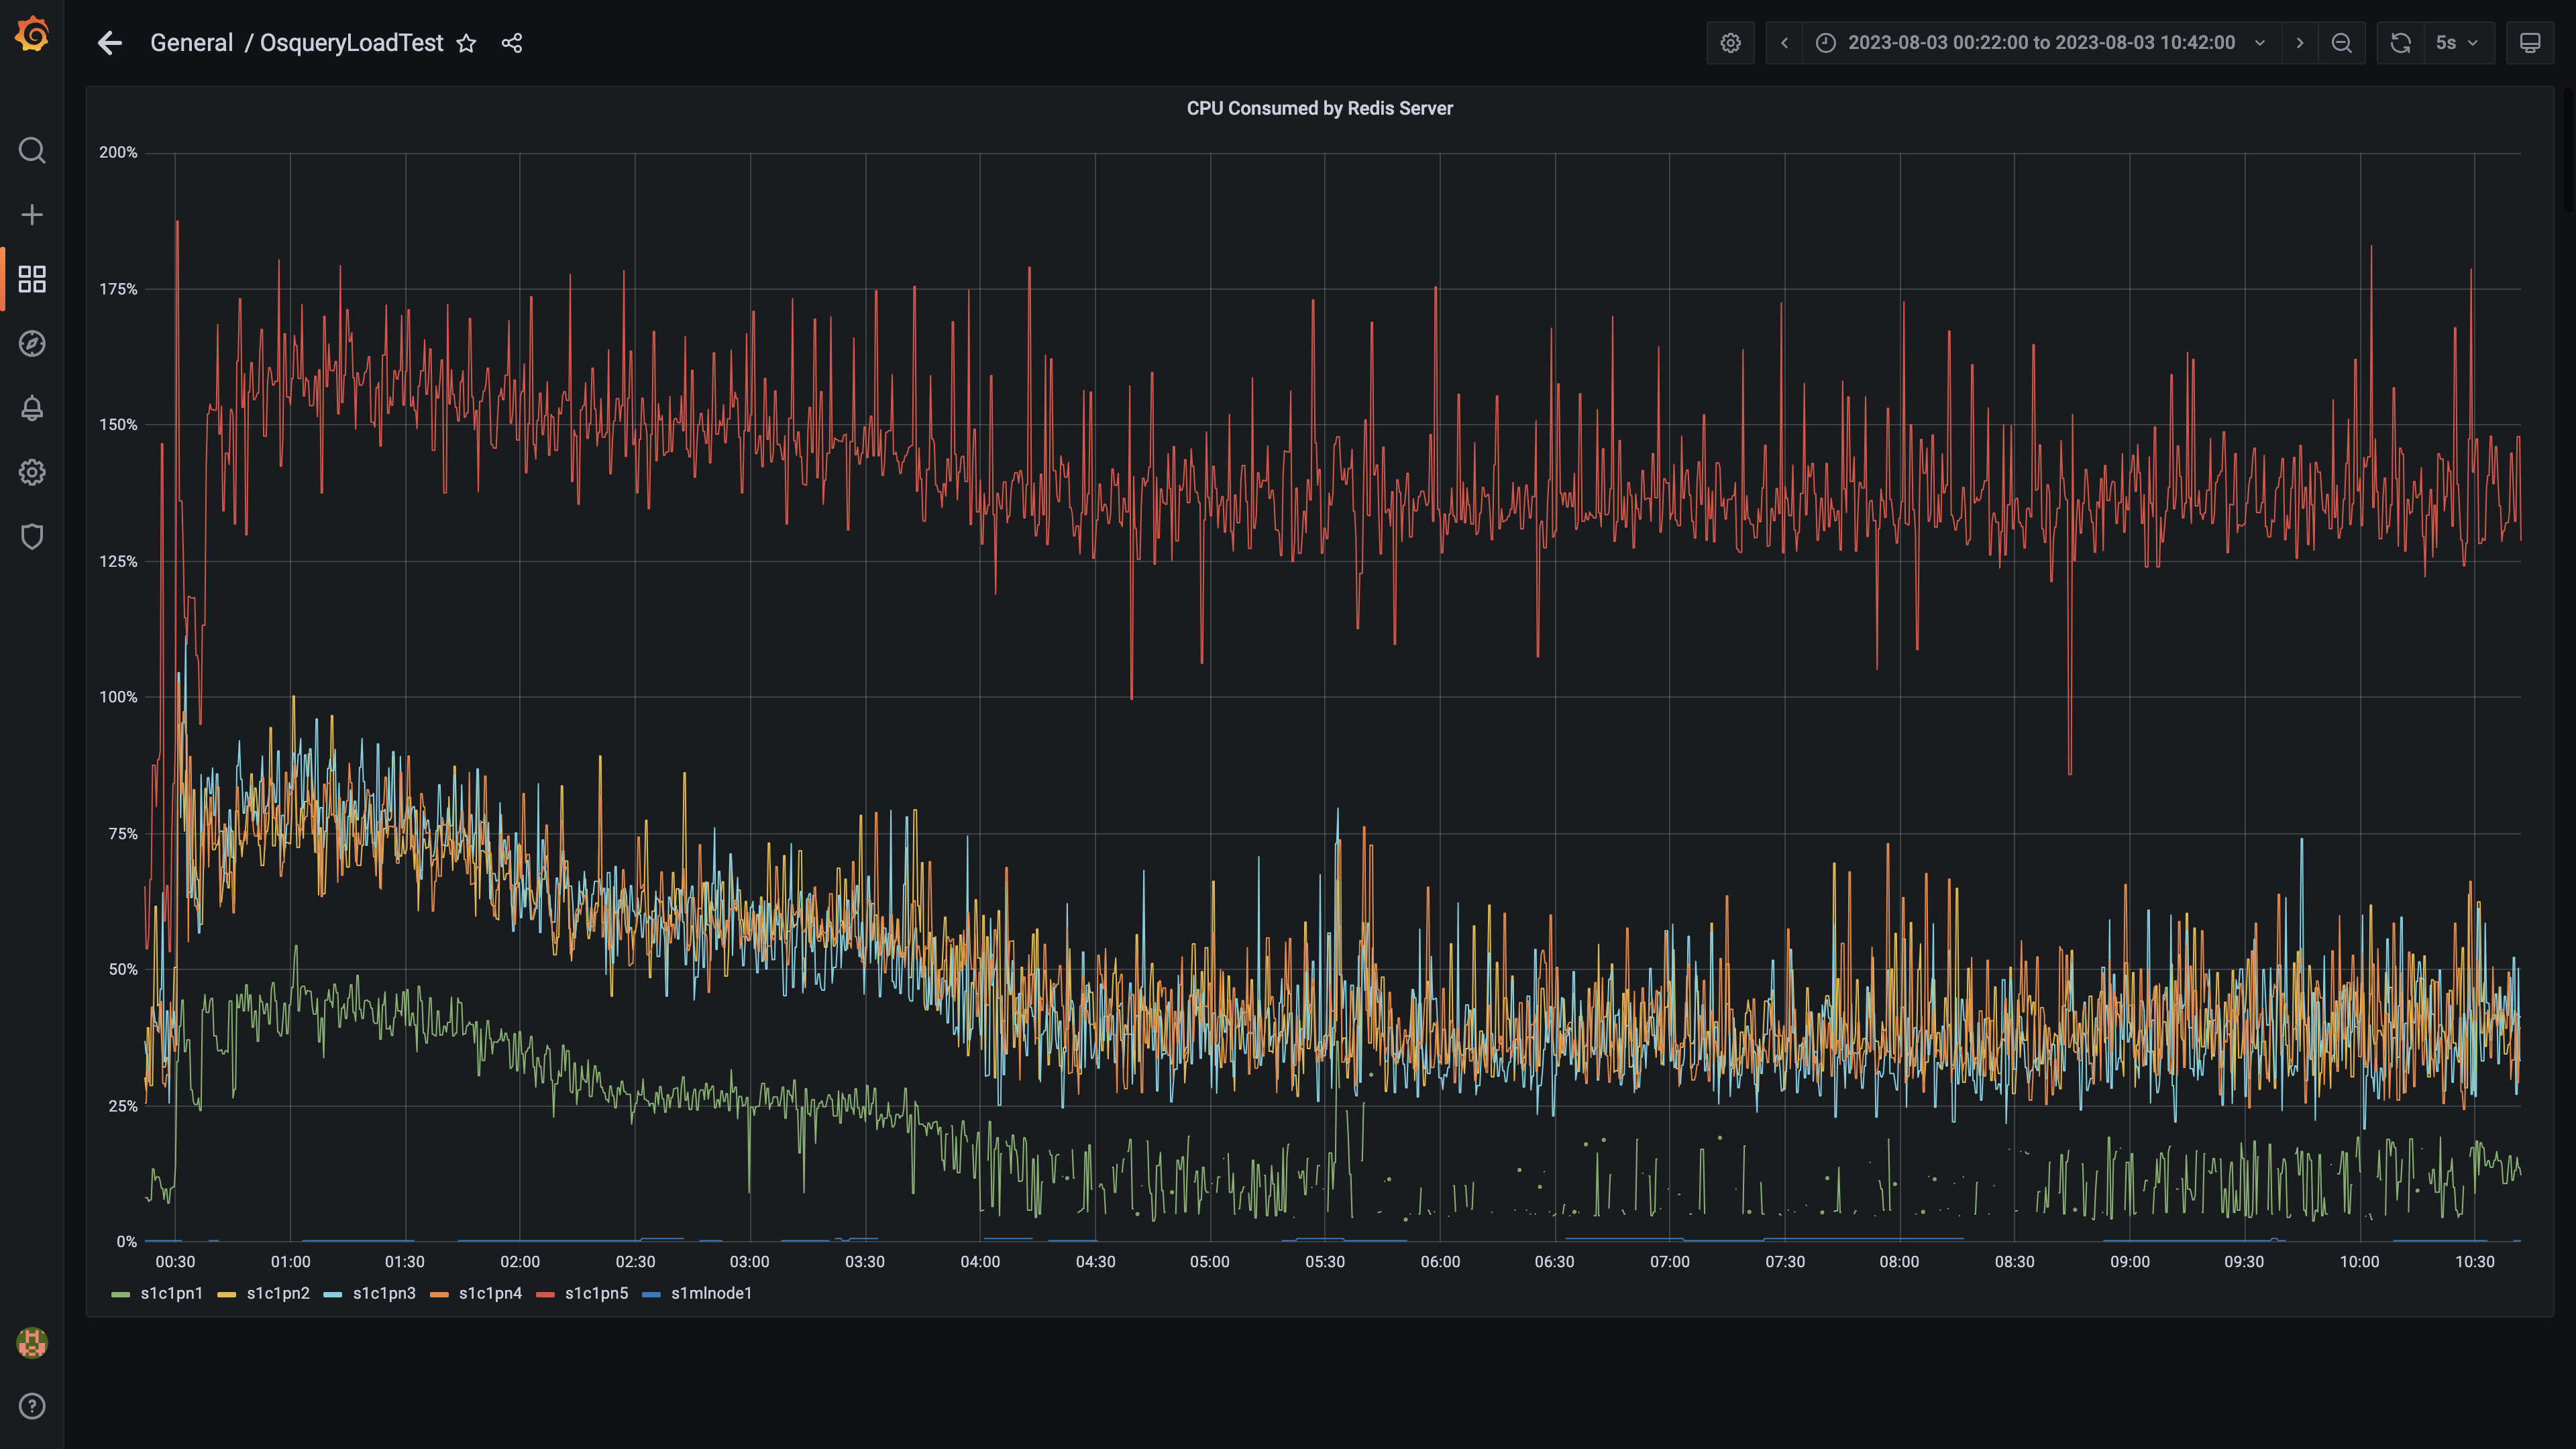 General / OsqueryLoadTest
2023-08-03 00:22:00 to 2023-08-03 10:42:00
5s
CPU Consumed by Redis Server
200%
175%
150%
125%
100%
75%
50%
25%
0%
00:30 01:00 01:30 02:00 02:30 03:00 03:30 04:00 04:30 05:00 05:30 06:00 06:30 07:00 07:30 08:00 08:30 09:00 09:30 10:00 10:30
s1c1pn1 s1c1pn2 s1c1pn3 s1c1pn4 s1c1pn5 s1mlnode1